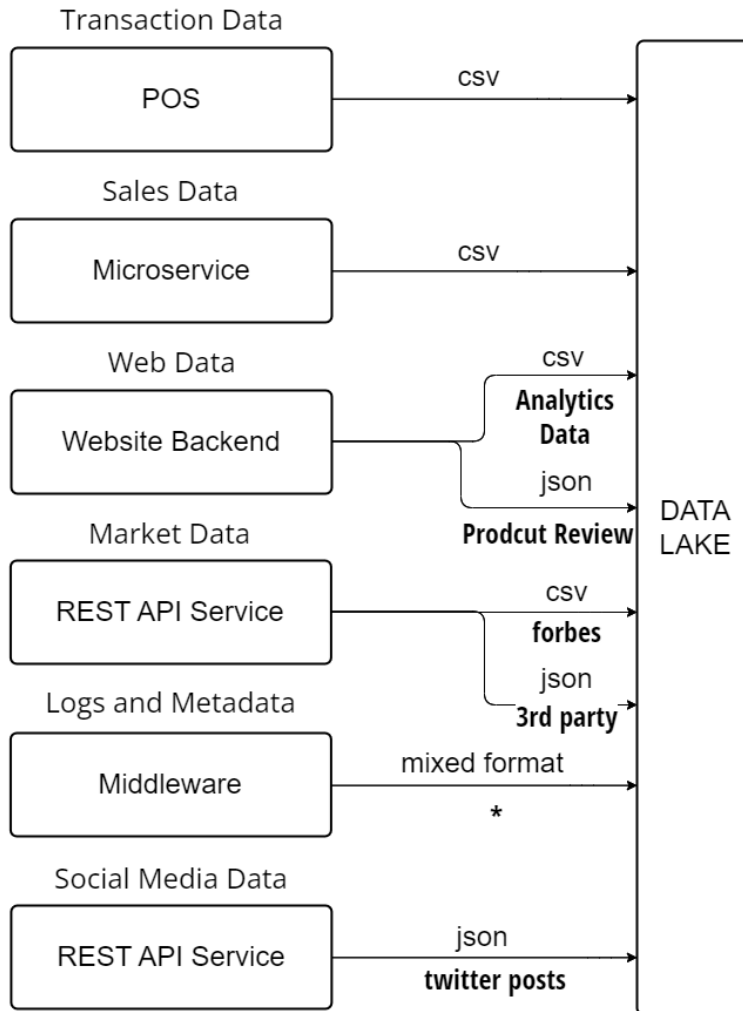 Transaction Data
POS
csv
Sales Data
Microservice
csv
Web Data
Website Backend
csv
Analytics
Data
json
Prodcut Review
Market Data
REST API Service
csv
forbes
json
3rd party
Logs and Metadata
Middleware
mixed format
*
Social Media Data
REST API Service
json
twitter posts
DATA
LAKE